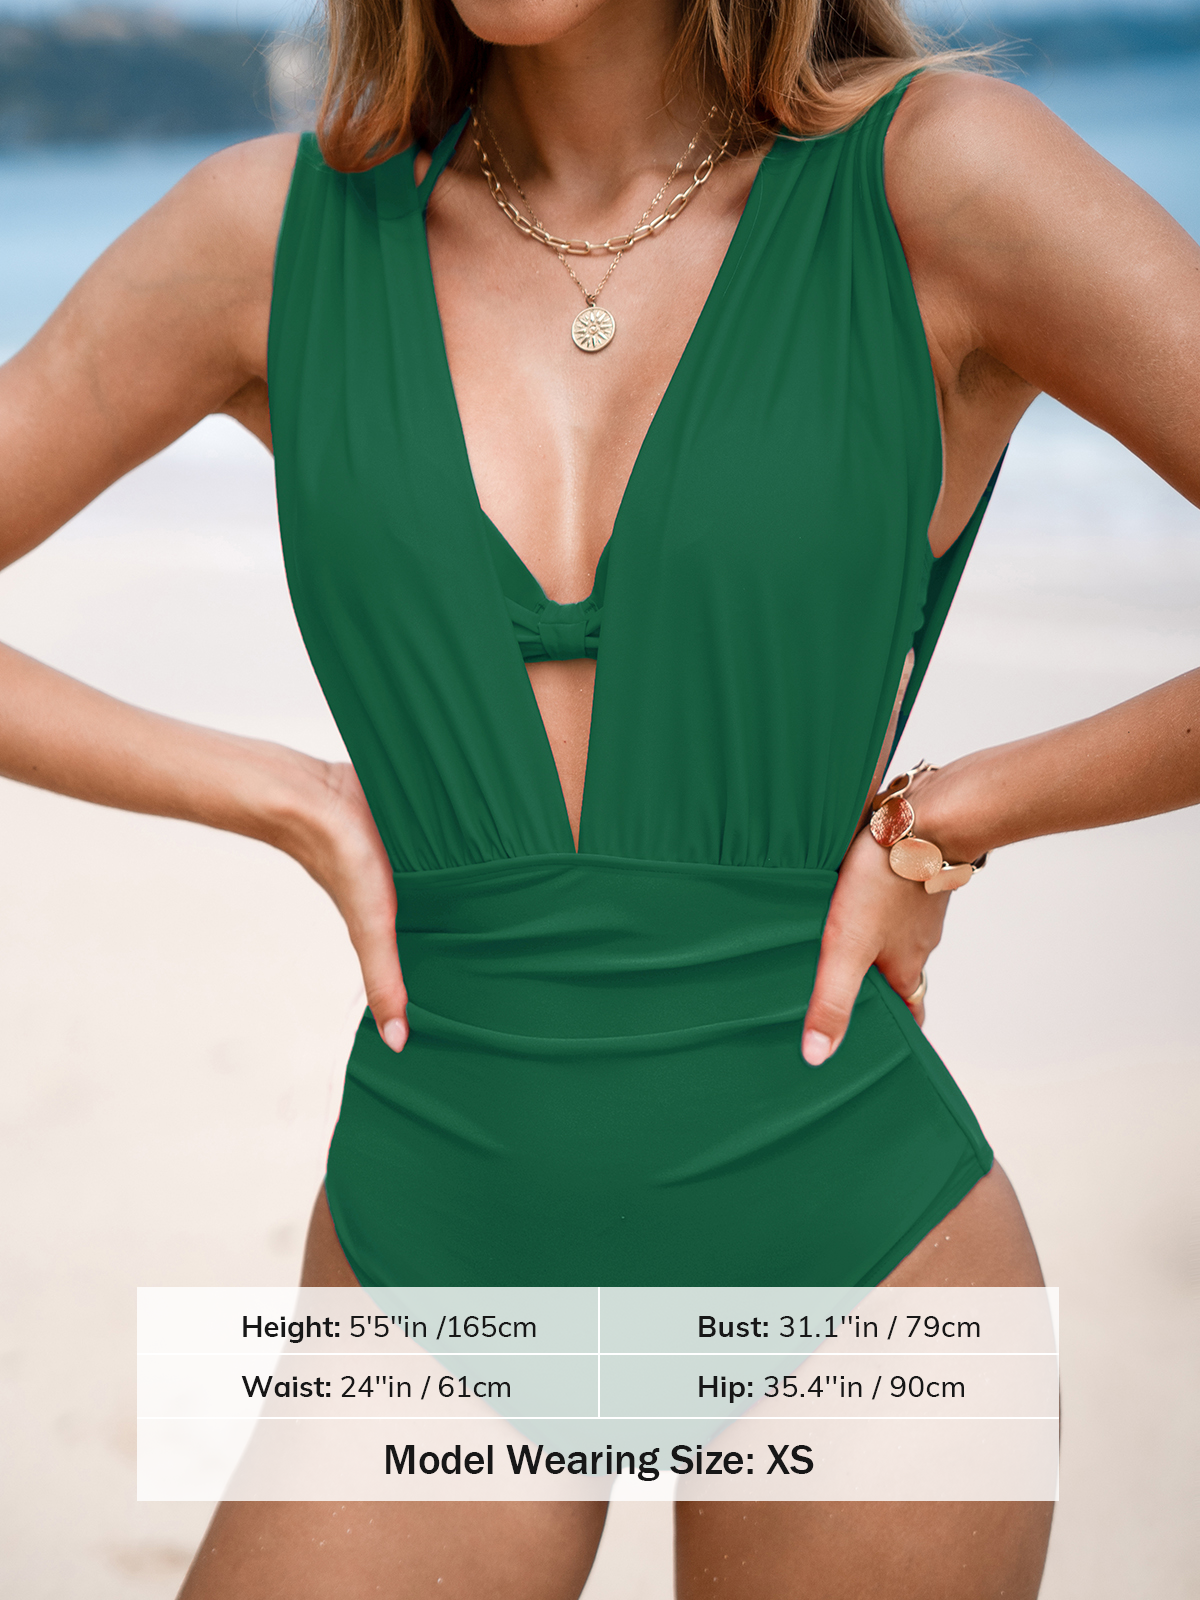 Height: 5'5"in /165cm Bust: 31.1"in / 79cm
Waist: 24"in / 61cm Hip: 35.4"in / 90cm
Model Wearing Size: XS